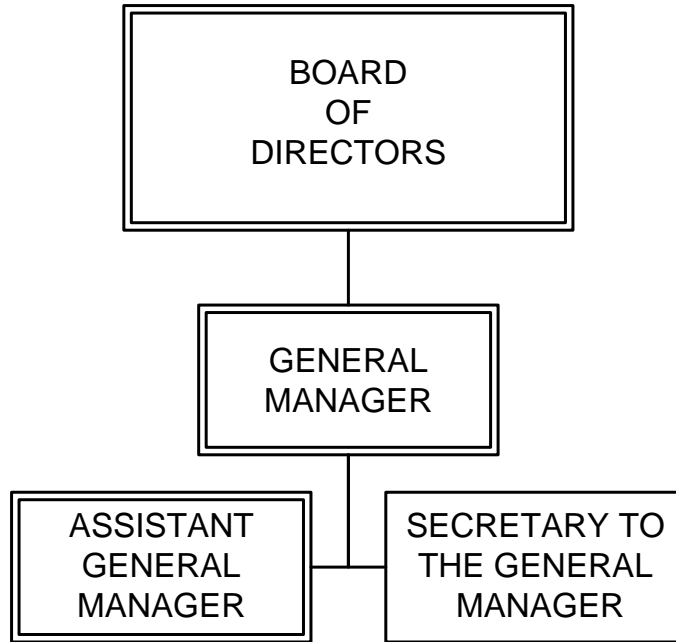 BOARD
OF
DIRECTORS
GENERAL
MANAGER
ASSISTANT
GENERAL
MANAGER
SECRETARY TO
THE GENERAL
MANAGER